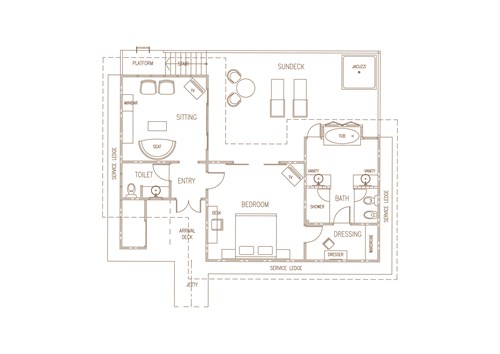 PLATFORM
STAIR
SUNDECK
JACUZZI
TV
MINIBAR
SITTING
SEAT
SERVICE LEDGE
TOILET
ENTRY
TV
TUB
VANITY
VANITY
BEDROOM
SHOWER
BATH
SERVICE LEDGE
DESK
ARRIVAL
DECK
DRESSING
WARDROBE
DRESSER
SERVICE LEDGE
JETTY